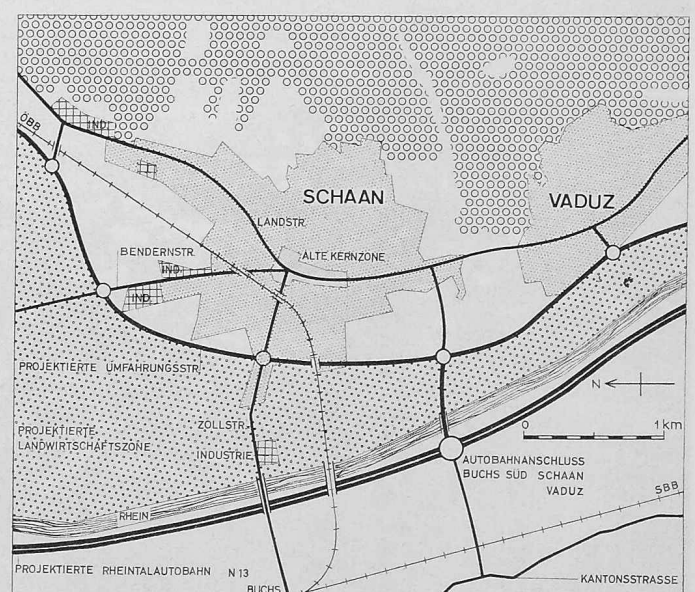 ÖBB
IND.
SCHAAN
VADUZ
LANDSTR.
BENDERNSTR.
ALTE KERNZONE
IND.
IND.
PROJEKTIERTE UMFAHRUNGSSTR.
N
ZOLLSTR.
PROJEKTIERTE
LANDWIRTSCHAFTSZONE
0 1 km
INDUSTRIE
AUTOBAHNANSCHLUSS
BUCHS SÜD SCHAAN
VADUZ
SBB
RHEIN
PROJEKTIERTE RHEINTALAUTOBAHN N 13
KANTONSSTRASSE
BUCHS